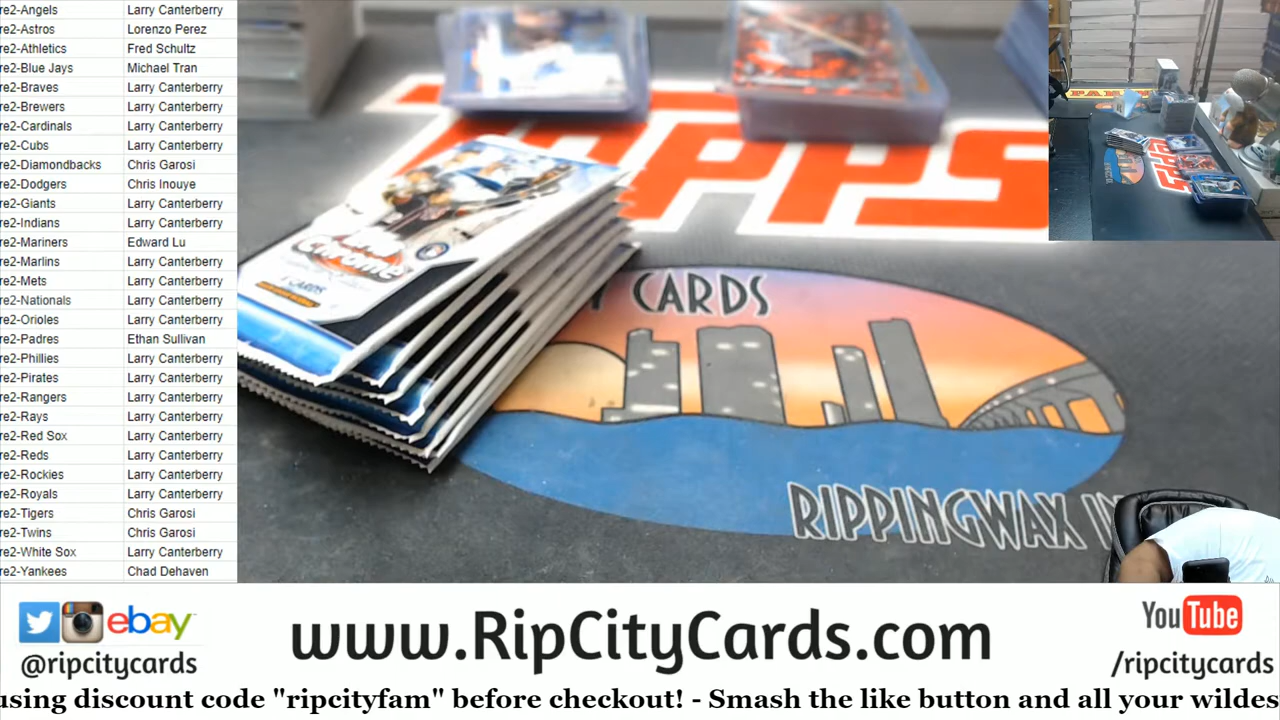 re2-Angels Larry Canterberry
re2-Astros Lorenzo Perez
re2-Athletics Fred Schultz
re2-Blue Jays Michael Tran
re2-Braves Larry Canterberry
re2-Brewers Larry Canterberry
re2-Cardinals Larry Canterberry
re2-Cubs Larry Canterberry
re2-Diamondbacks Chris Garosi
re2-Dodgers Chris Inouye
re2-Giants Larry Canterberry
re2-Indians Larry Canterberry
re2-Mariners Edward Lu
re2-Marlins Larry Canterberry
re2-Mets Larry Canterberry
re2-Nationals Larry Canterberry
re2-Orioles Larry Canterberry
re2-Padres Ethan Sullivan
re2-Phillies Larry Canterberry
re2-Pirates Larry Canterberry
re2-Rangers Larry Canterberry
re2-Rays Larry Canterberry
re2-Red Sox Larry Canterberry
re2-Reds Larry Canterberry
re2-Rockies Larry Canterberry
re2-Royals Larry Canterberry
re2-Tigers Chris Garosi
re2-Twins Chris Garosi
re2-White Sox Larry Canterberry
re2-Yankees Chad Dehaven
OPPS
Chrome
CARDS
Y CARDS
RIPPINGWAX
ebay
@ripcitycards
www.RipCityCards.com
YouTube
/ripcitycards
using discount code "ripcityfam" before checkout! - Smash the like button and all your wildes